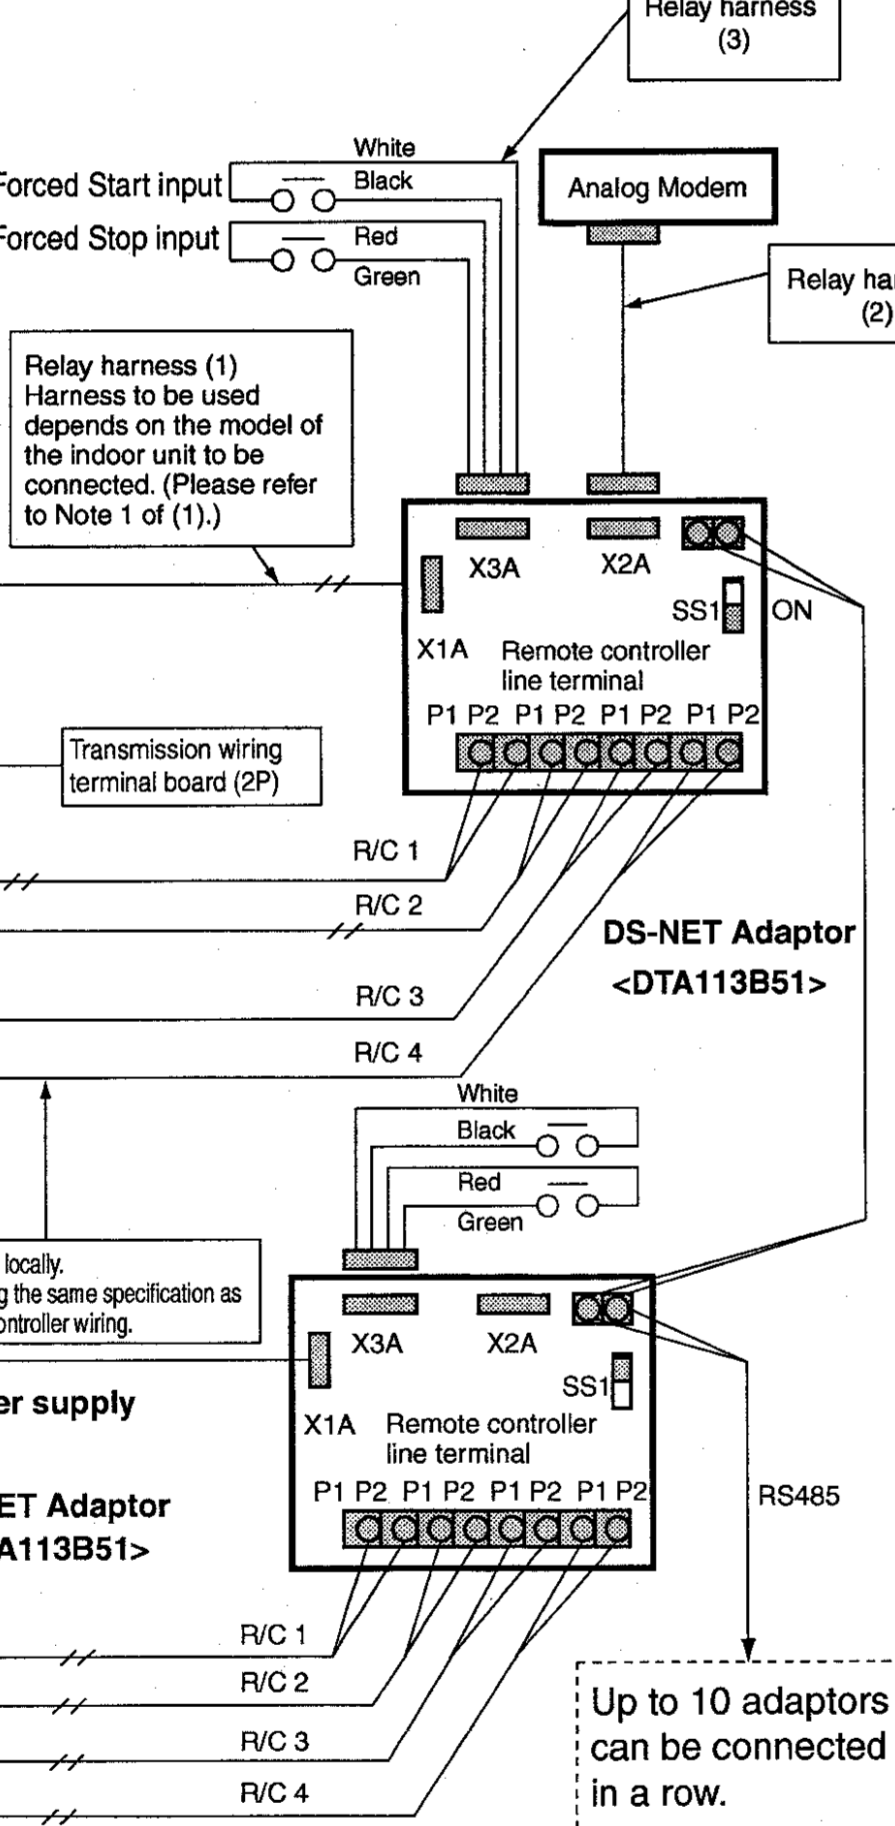 Relay harness
(3)
White
Forced Start input
Black
Analog Modem
Forced Stop input
Red
Green
Relay
(2)
Relay harness (1)
Harness to be used
depends on the model of
the indoor unit to be
connected. (Please refer
to Note 1 of (1).)
X3A
X2A
SS1
ON
X1A
Remote controller
line terminal
P1 P2 P1 P2 P1 P2 P1 P2
Transmission wiring
terminal board (2P)
R/C 1
R/C 2
DS-NET Adaptor
<DTA113B51>
R/C 3
R/C 4
White
Black
Red
Green
locally.
the same specification as
wiring.
X3A
X2A
SS1
supply
X1A
Remote controller
line terminal
P1 P2 P1 P2 P1 P2 P1 P2
RS485
ET Adaptor
A113B51>
R/C 1
R/C 2
R/C 3
R/C 4
Up to 10 adaptors
can be connected
in a row.